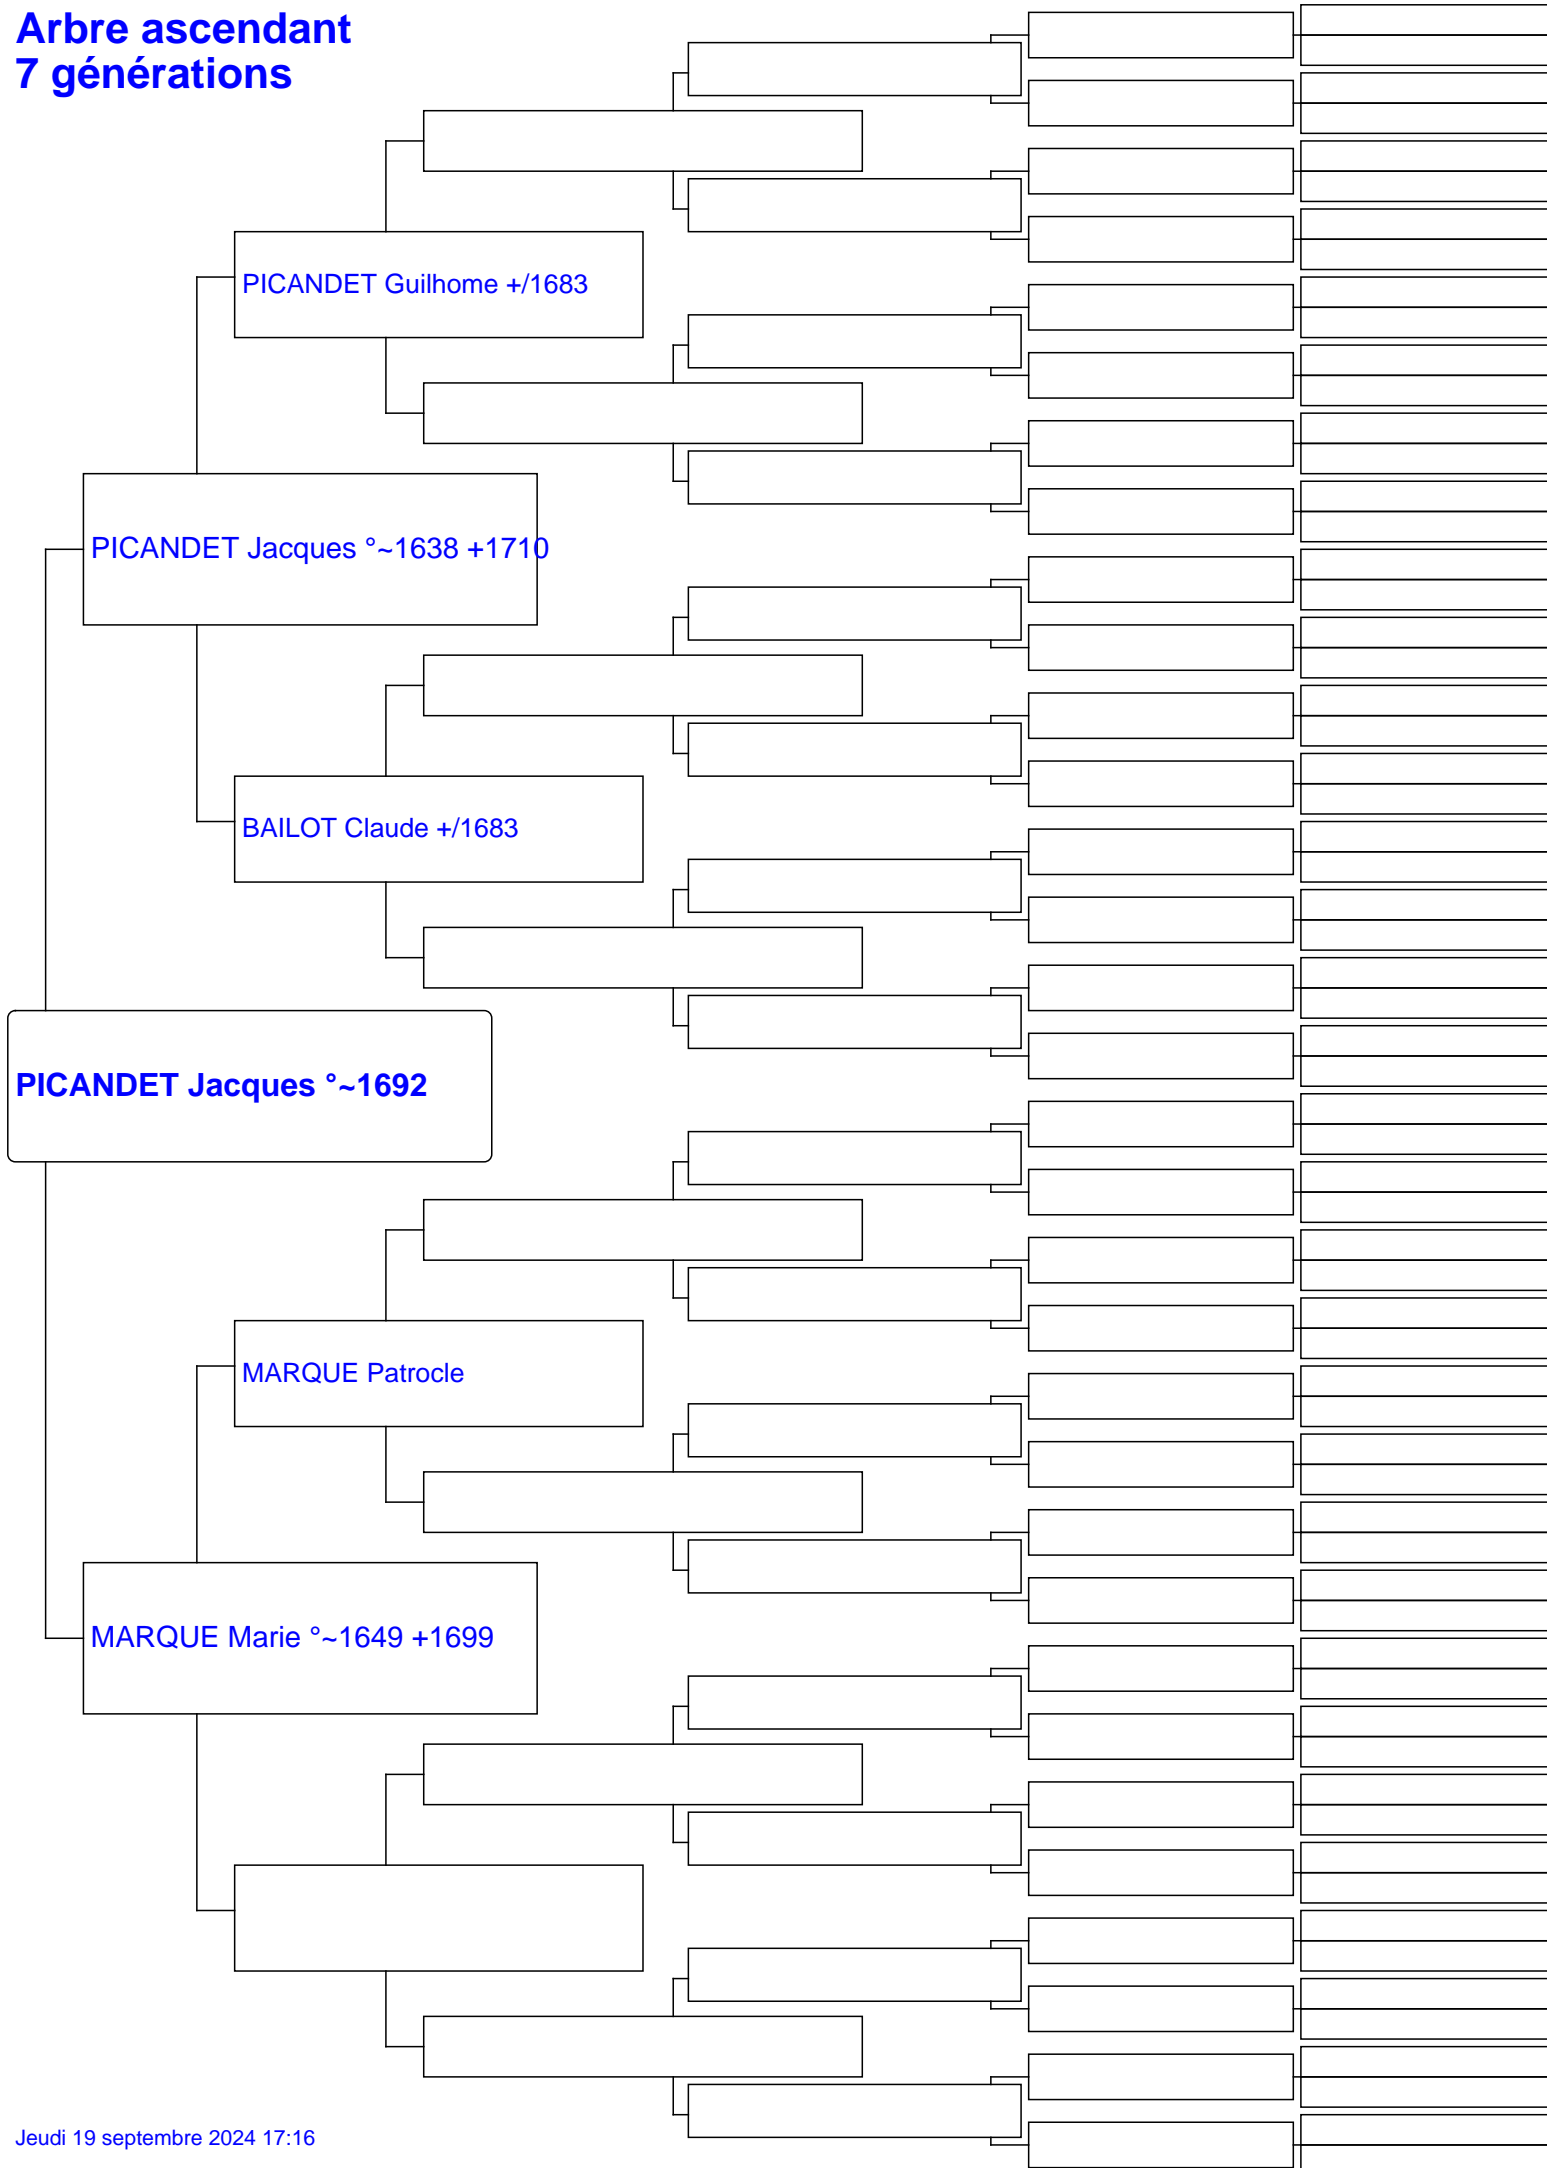 Arbre ascendant
7 générations
PICANDET Guilhome +/1683
PICANDET Jacques °~1638 +1710
BAILOT Claude +/1683
PICANDET Jacques °~1692
MARQUE Patrocle
MARQUE Marie °~1649 +1699
Jeudi 19 septembre 2024 17:16